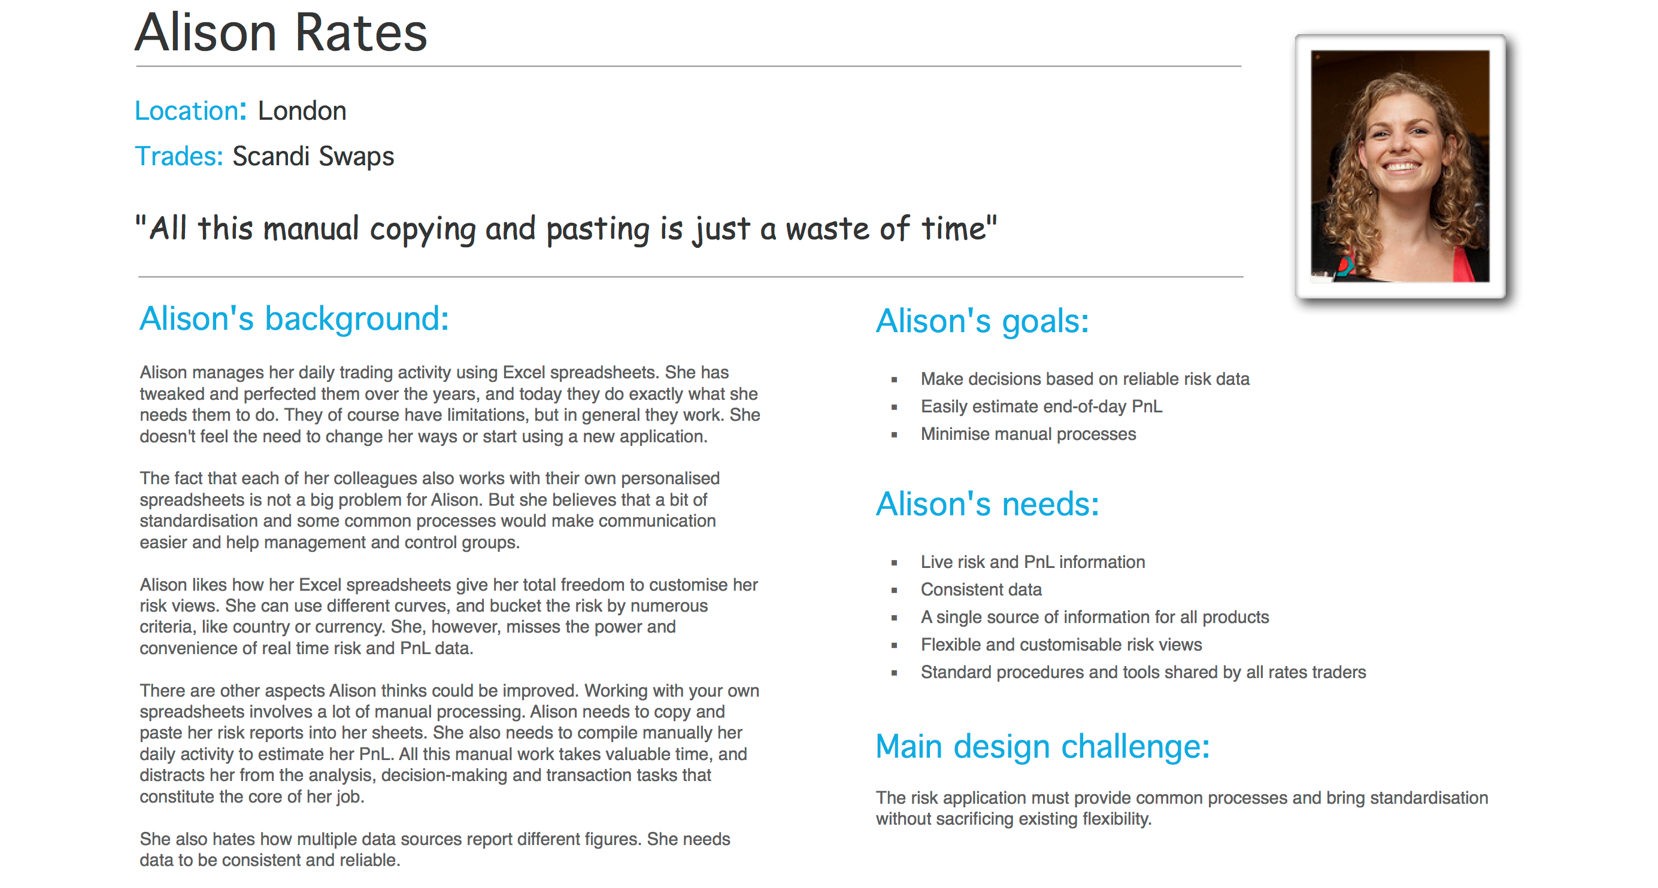 Alison Rates
Location: London
Trades: Scandi Swaps
"All this manual copying and pasting is just a waste of time"
Alison's background:
Alison manages her daily trading activity using Excel spreadsheets. She has
tweaked and perfected them over the years, and today they do exactly what she
needs them to do. They of course have limitations, but in general they work. She
doesn't feel the need to change her ways or start using a new application.
The fact that each of her colleagues also works with their own personalised
spreadsheets is not a big problem for Alison. But she believes that a bit of
standardisation and some common processes would make communication
easier and help management and control groups.
Alison likes how her Excel spreadsheets give her total freedom to customise her
risk views. She can use different curves, and bucket the risk by numerous
criteria, like country or currency. She, however, misses the power and
convenience of real time risk and PnL data.
There are other aspects Alison thinks could be improved. Working with your own
spreadsheets involves a lot of manual processing. Alison needs to copy and
paste her risk reports into her sheets. She also needs to compile manually her
daily activity to estimate her PnL. All this manual work takes valuable time, and
distracts her from the analysis, decision-making and transaction tasks that
constitute the core of her job.
She also hates how multiple data sources report different figures. She needs
data to be consistent and reliable.
Alison's goals:
▪ Make decisions based on reliable risk data
▪ Easily estimate end-of-day PnL
▪ Minimise manual processes
Alison's needs:
▪ Live risk and PnL information
▪ Consistent data
▪ A single source of information for all products
▪ Flexible and customisable risk views
▪ Standard procedures and tools shared by all rates traders
Main design challenge:
The risk application must provide common processes and bring standardisation
without sacrificing existing flexibility.